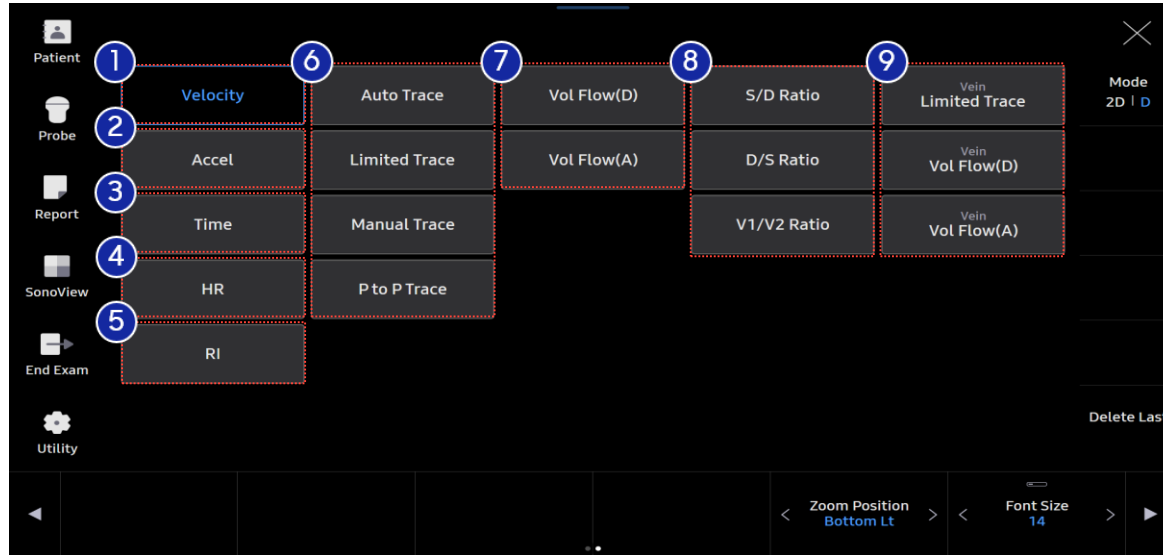 Patient
Probe
Report
SonoView
End Exam
Utility
1
Velocity
2
Accel
3
Time
4
HR
5
RI
6
Auto Trace
Limited Trace
Manual Trace
P to P Trace
7
Vol Flow(D)
Vol Flow(A)
8
S/D Ratio
D/S Ratio
V1/V2 Ratio
9
Vein
Limited Trace
Vein
Vol Flow(D)
Vein
Vol Flow(A)
Mode
2D | D
Delete Las
Zoom Position
Bottom Lt
Font Size
14